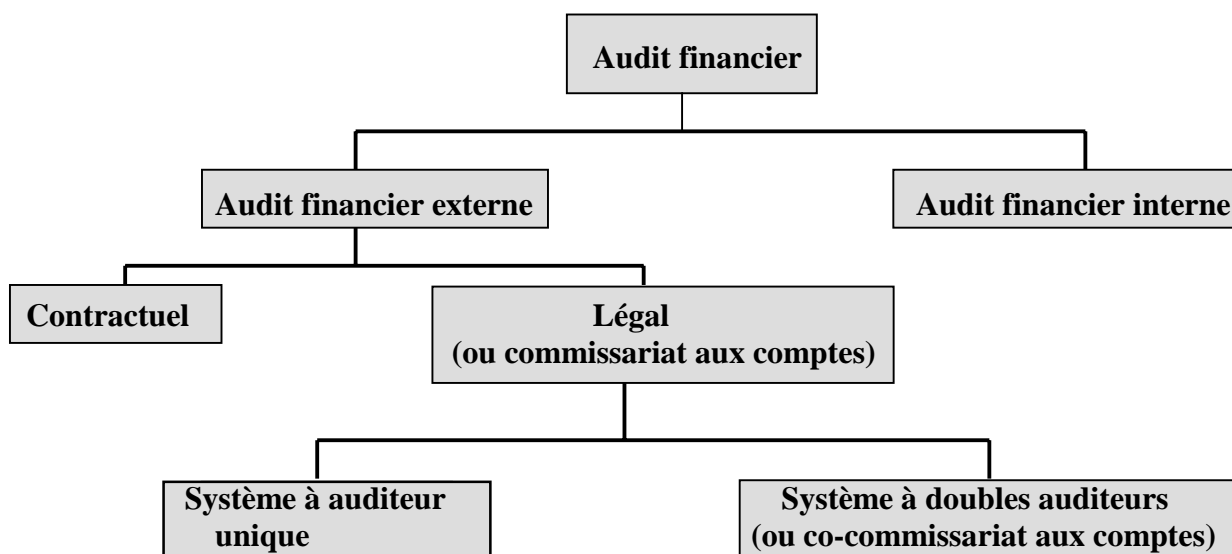 Audit financier
Audit financier externe
Audit financier interne
Contractuel
Légal
(ou commissariat aux comptes)
Système à auditeur
unique
Système à doubles auditeurs
(ou co-commissariat aux comptes)